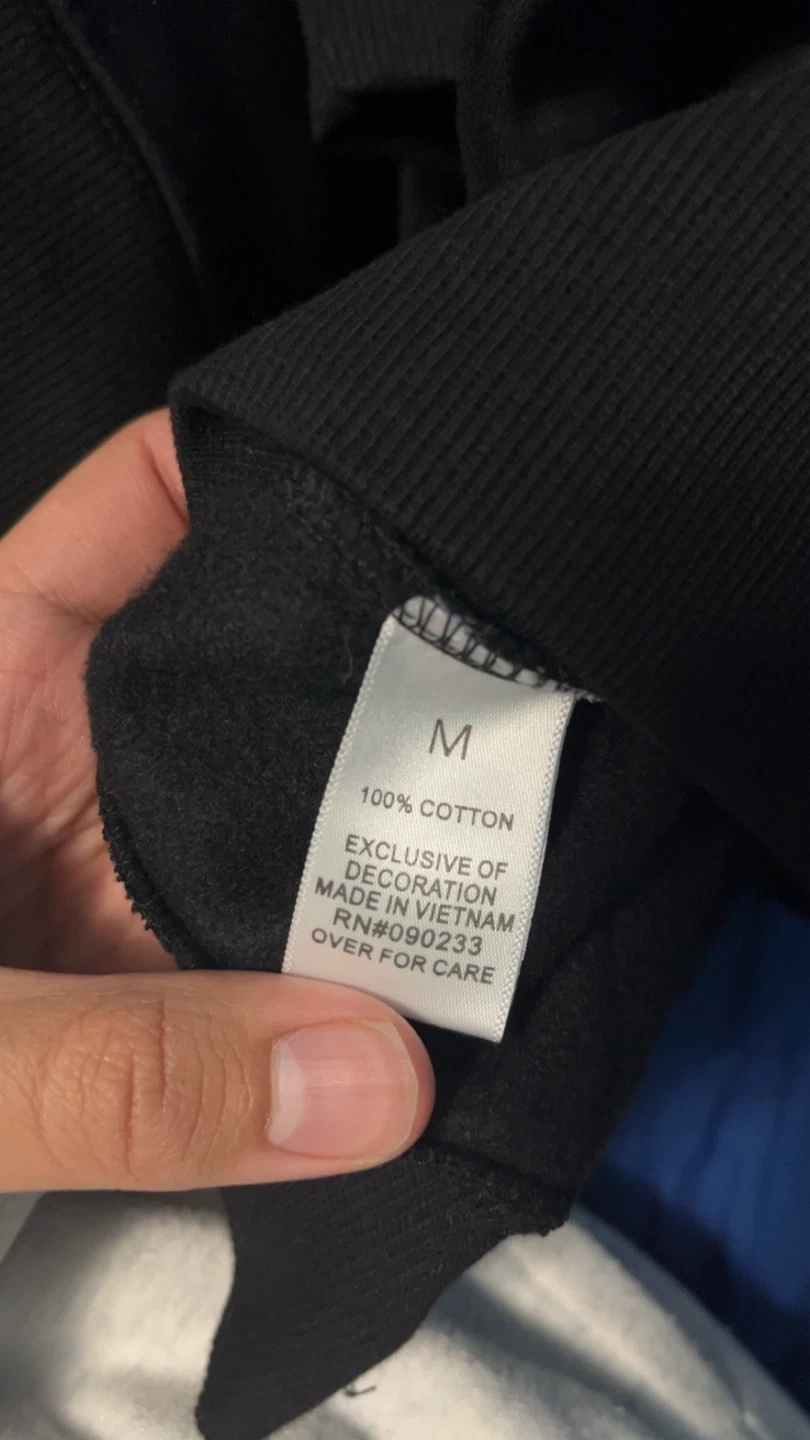 M
100% COTTON
EXCLUSIVE OF
DECORATION
MADE IN VIETNAM
RN#090233
OVER FOR CARE